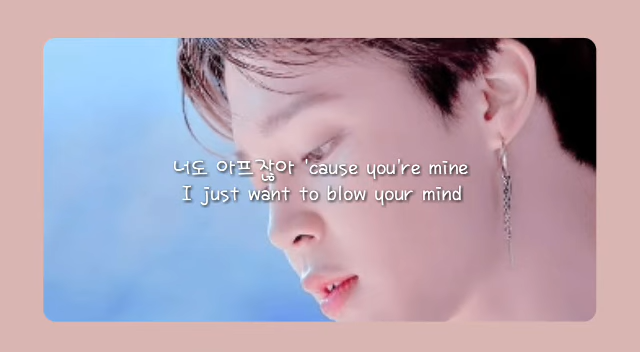 너도 아프잖아 'cause you're mine
I just want to blow your mind